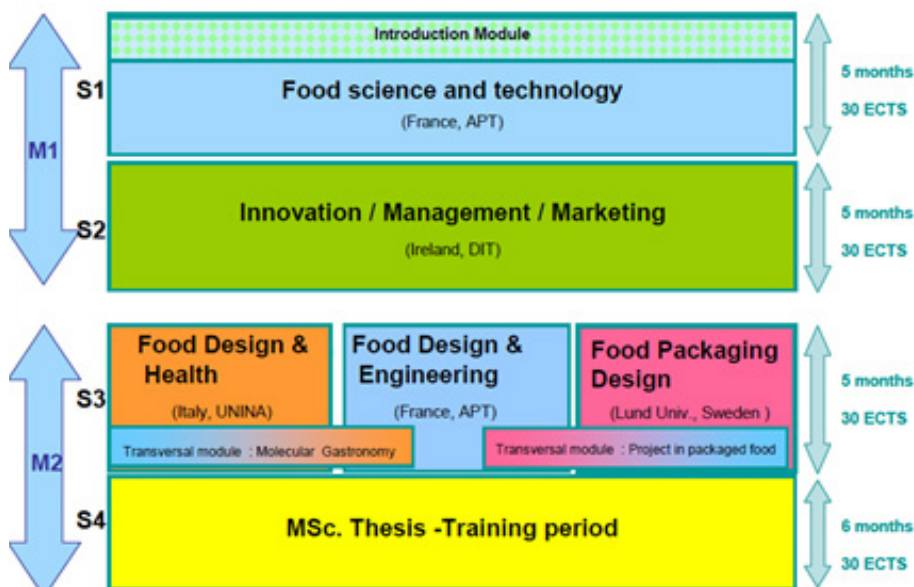 Introduction Module
S1
Food science and technology
(France, APT)
5 months
30 ECTS
M1
S2
Innovation / Management / Marketing
(Ireland, DIT)
5 months
30 ECTS
M2
S3
Food Design &
Health
(Italy, UNINA)
Food Design &
Engineering
(France, APT)
Food Packaging
Design
(Lund Univ., Sweden )
Transversal module : Molecular Gastronomy
Transversal module : Project in packaged food
5 months
30 ECTS
S4
MSc. Thesis -Training period
6 months
30 ECTS